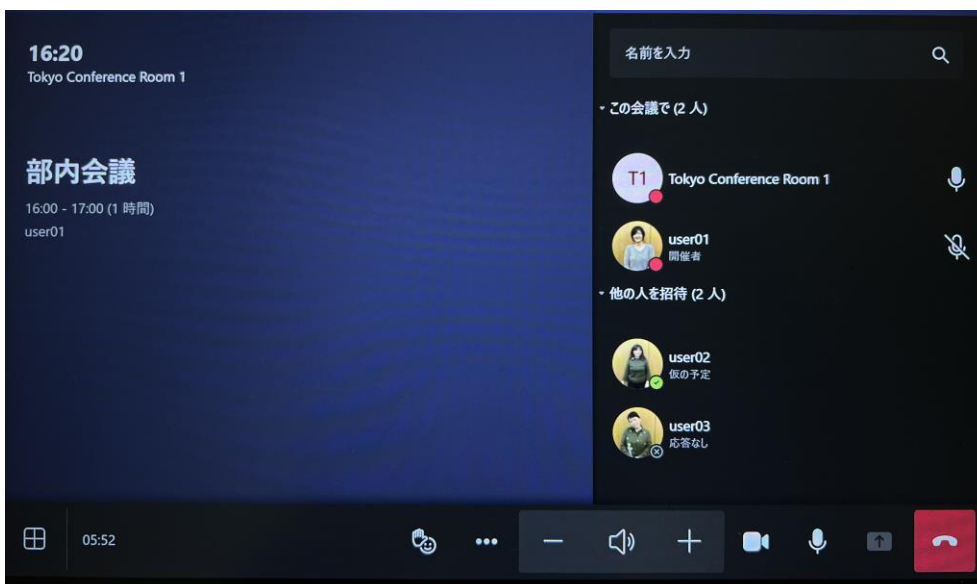 16:20
Tokyo Conference Room 1
部内会議
16:00 - 17:00 (1 時間)
user01
名前を入力
この会議で (2 人)
T1
Tokyo Conference Room 1
user01
開催者
他の人を招待 (2 人)
user02
仮の予定
user03
応答なし
05:52